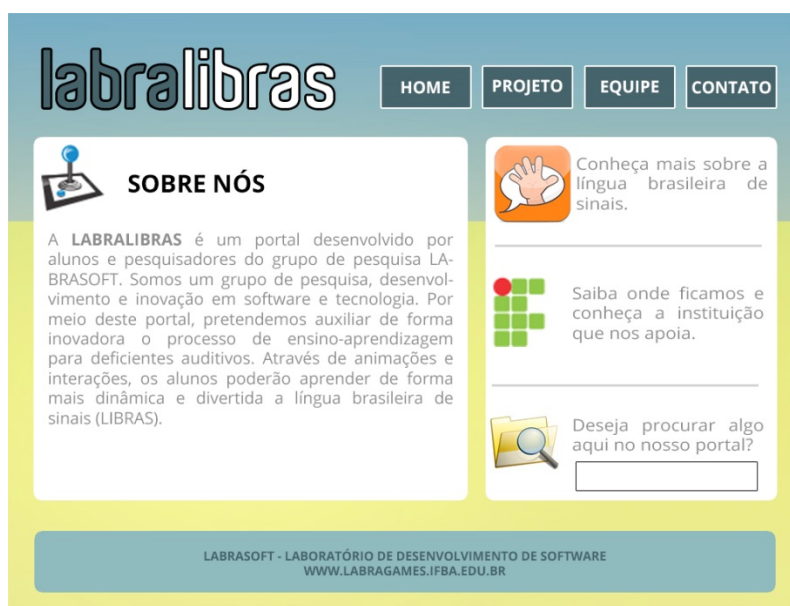 labralibras
HOME
PROJETO
EQUIPE
CONTATO
SOBRE NÓS
A LABRALIBRAS é um portal desenvolvido por
alunos e pesquisadores do grupo de pesquisa LA-
BRASOFT. Somos um grupo de pesquisa, desenvol-
vimento e inovação em software e tecnologia. Por
meio deste portal, pretendemos auxiliar de forma
inovadora o processo de ensino-aprendizagem
para deficientes auditivos. Através de animações e
interações, os alunos poderão aprender de forma
mais dinâmica e divertida a língua brasileira de
sinais (LIBRAS).
Conheça mais sobre a
língua brasileira de
sinais.
Saiba onde ficamos e
conheça a instituição
que nos apoia.
Deseja procurar algo
aqui no nosso portal?
LABRASOFT - LABORATÓRIO DE DESENVOLVIMENTO DE SOFTWARE
WWW.LABRAGAMES.IFBA.EDU.BR